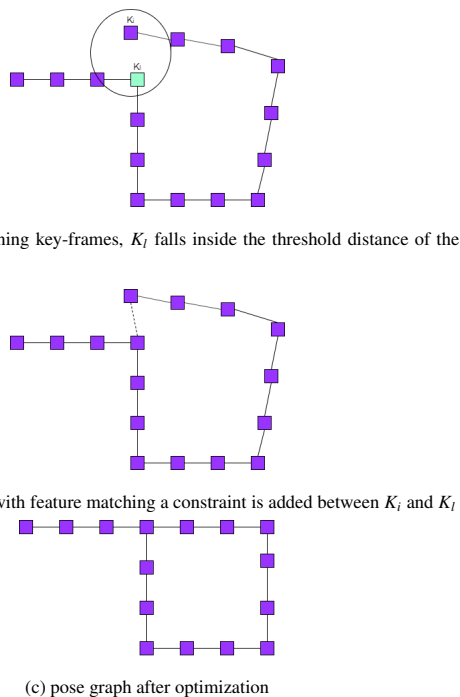 Ki
Ki
ning key-frames, Kl falls inside the threshold distance of the
with feature matching a constraint is added between Ki and Kl
(c) pose graph after optimization